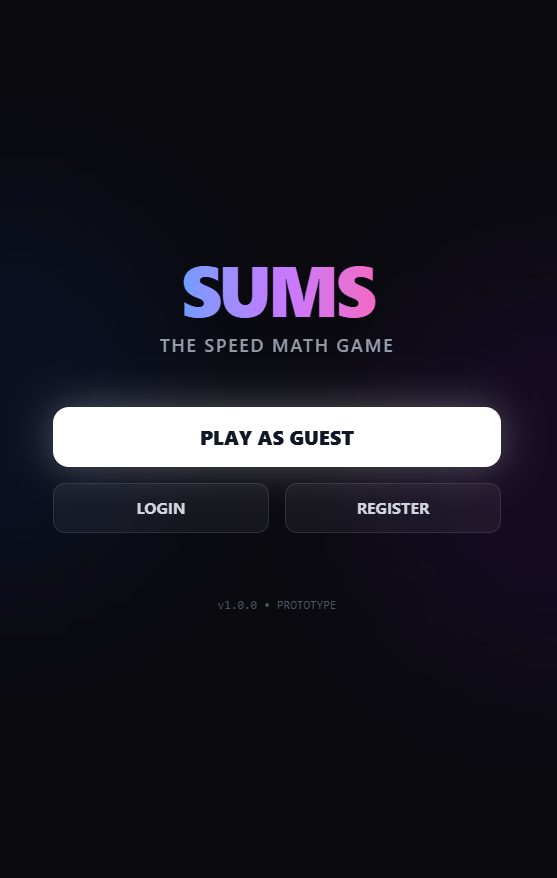 SUMS
THE SPEED MATH GAME
PLAY AS GUEST
LOGIN
REGISTER
v1.0.0 • PROTOTYPE